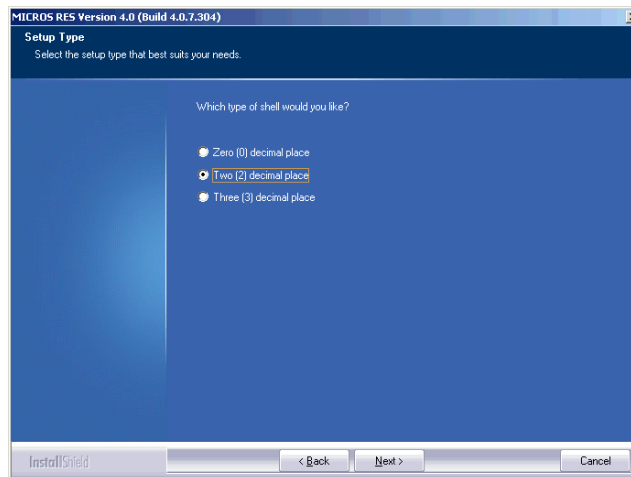 MICROS RES Version 4.0 (Build 4.0.7.304)
Setup Type
Select the setup type that best suits your needs.
Which type of shell would you like?
Zero (0) decimal place
Two (2) decimal place
Three (3) decimal place
InstallShield
< Back Next > Cancel